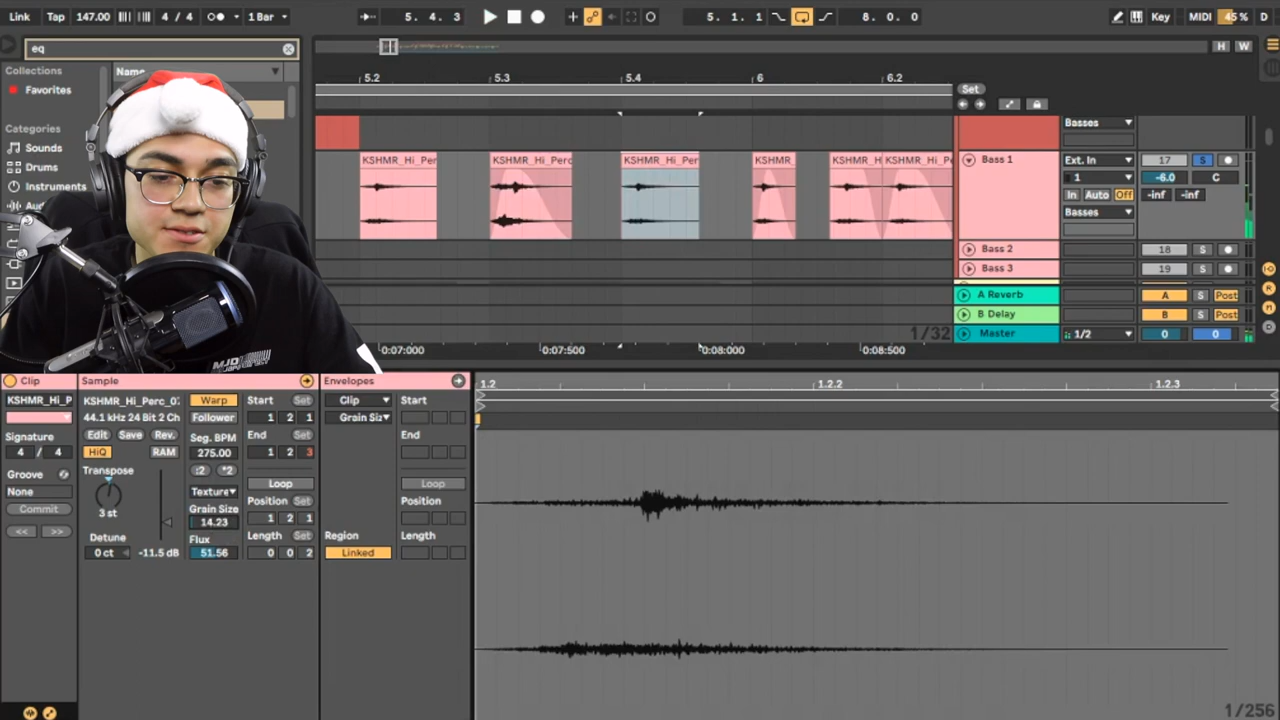 Link Tap 147.00 4 / 4 1 Bar 5. 4. 3 5. 1. 1 8. 0. 0 Key MIDI 45 % D
eq
H W
Collections Name
Favorites
Categories
Sounds
Drums
Instruments
5.2 5.3 5.4 6 6.2
Set
Basses
KSHMR_Hi_Per KSHMR_Hi_Perc KSHMR_Hi_Per KSHMR KSHMR_H KSHMR_Hi_P
Bass 1 Ext. In 17 S
1 -6.0 C
In Auto Off -inf -inf
Basses
Bass 2 18 S
Bass 3 19 S
A Reverb A S Post
B Delay B S Post
1/32 Master 1/2 0 0
0:07:000 0:07:500 0:08:000 0:08:500
Clip Sample Envelopes
KSHMR_Hi_P KSHMR_Hi_Perc_0 Warp Start Set Clip Start
44.1 kHz 24 Bit 2 Ch Follower 1 2 1 Grain Siz
Signature Edit Save Rev. Seg. BPM End Set End
4 / 4 HiQ RAM 275.00 1 2 3
Groove Transpose :2 *2 Loop Loop
None Texture Position Set Position
Commit 3 st Grain Size 14.23 1 2 1
<< >> Detune Flux Length Set Region Length
0 ct -11.5 dB 51.56 0 0 2 Linked
1.2 1.2.2 1.2.3
1/256